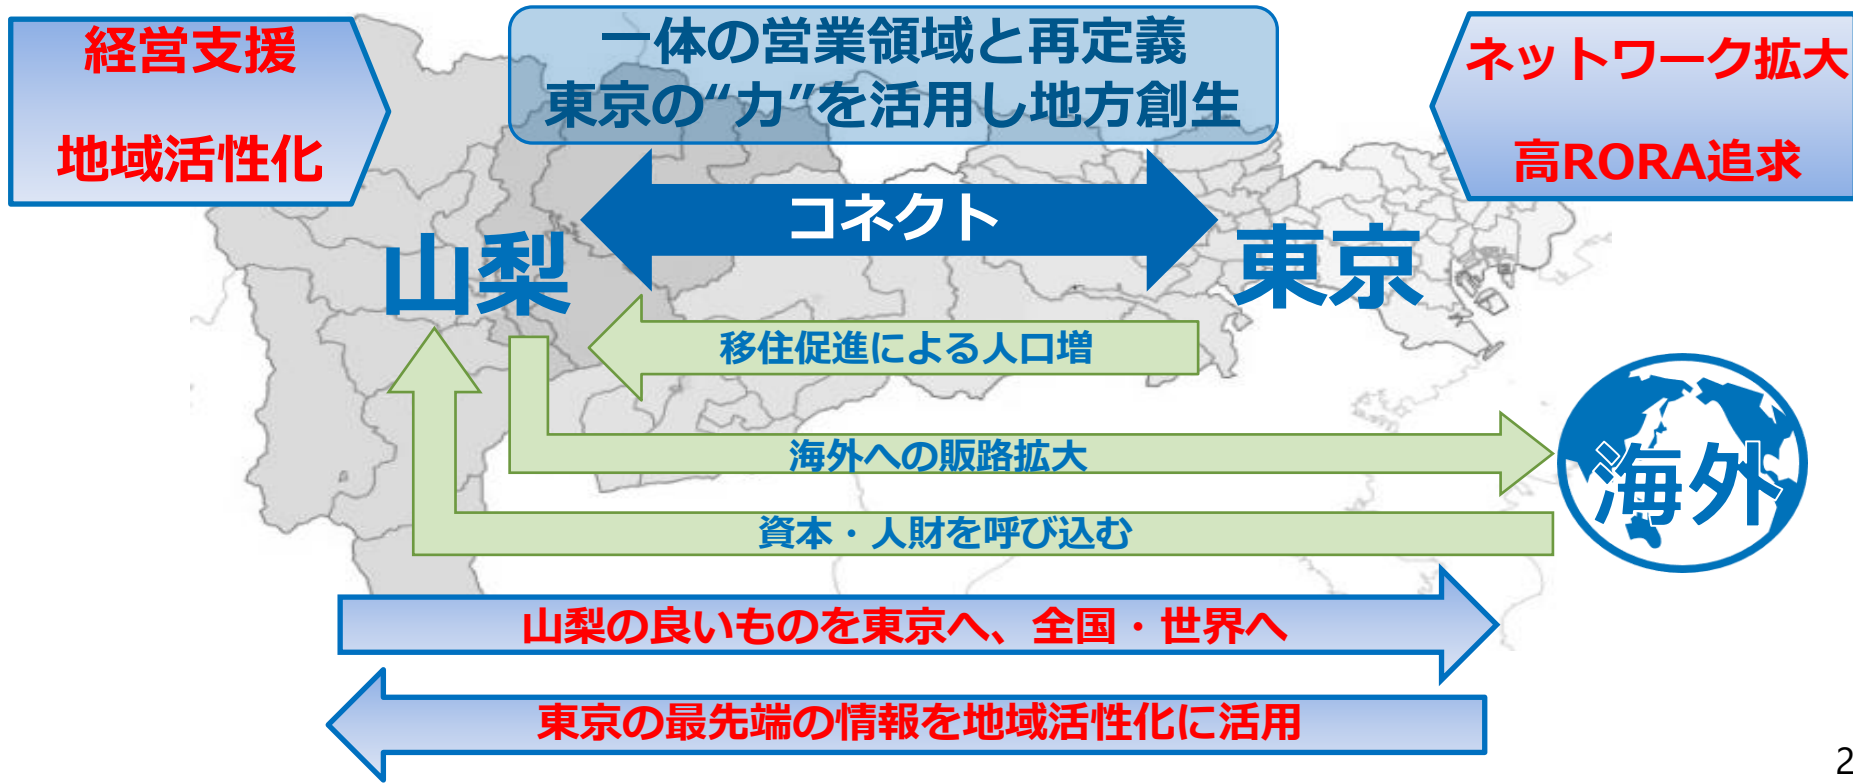 経営支援
地域活性化
一体の営業領域と再定義
東京の“力”を活用し地方創生
ネットワーク拡大
高RORA追求
コネクト
山梨
東京
移住促進による人口増
海外への販路拡大
海外
資本・人財を呼び込む
山梨の良いものを東京へ、全国・世界へ
東京の最先端の情報を地域活性化に活用
2